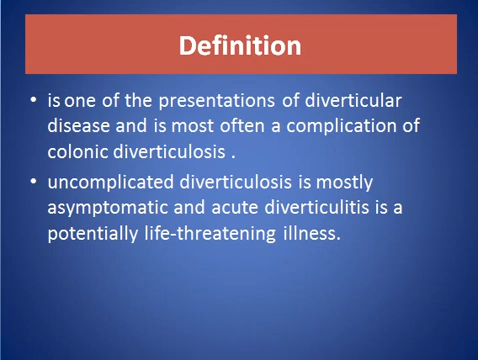 Definition
• is one of the presentations of diverticular
disease and is most often a complication of
colonic diverticulosis .
• uncomplicated diverticulosis is mostly
asymptomatic and acute diverticulitis is a
potentially life-threatening illness.